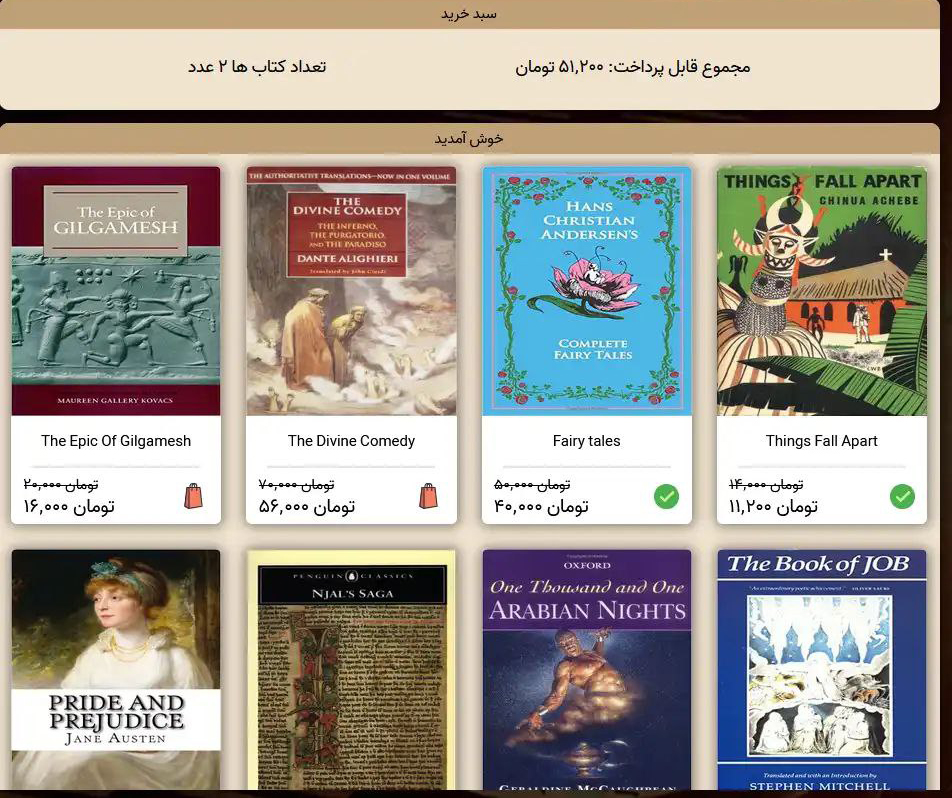 سبد خرید
مجموع قابل پرداخت: ۵۱,۲۰۰ تومان
تعداد کتاب ها ۲ عدد
خوش آمدید
The Epic of
GILGAMESH
MAUREEN GALLERY KOVACS
The Epic Of Gilgamesh
تومان ۲۰,۰۰۰
تومان ۱۶,۰۰۰
THE AUTHORITATIVE TRANSLATIONS—NOW IN ONE VOLUME
THE
DIVINE COMEDY
THE INFERNO,
THE PURGATORIO,
AND THE PARADISO
DANTE ALIGHIERI
Translated by John Ciardi
The Divine Comedy
تومان ۷۰,۰۰۰
تومان ۵۶,۰۰۰
HANS
CHRISTIAN
ANDERSEN'S
COMPLETE
FAIRY TALES
Fairy tales
تومان ۵۰,۰۰۰
تومان ۴۰,۰۰۰
THINGS FALL APART
CHINUA ACHEBE
Things Fall Apart
تومان ۱۴,۰۰۰
تومان ۱۱,۲۰۰
PRIDE AND
PREJUDICE
JANE AUSTEN
PENGUIN CLASSICS
NJAL'S SAGA
OXFORD
One Thousand and One
ARABIAN NIGHTS
GERALDINE McCAUGHREAN
The Book of JOB
"An extraordinary poetic achievement."
Translated and with an Introduction by
STEPHEN MITCHELL